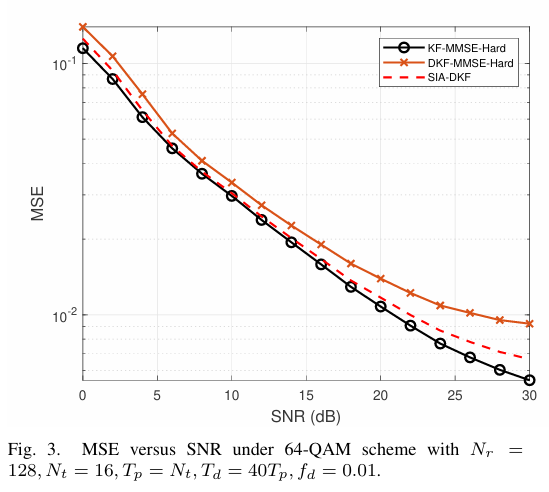 KF-MMSE-Hard
DKF-MMSE-Hard
SIA-DKF
10^{-1}
10^{-2}
MSE
0 5 10 15 20 25 30
SNR (dB)
Fig. 3. MSE versus SNR under 64-QAM scheme with N_r =
128, N_t = 16, T_p = N_t, T_d = 40T_p, f_d = 0.01.